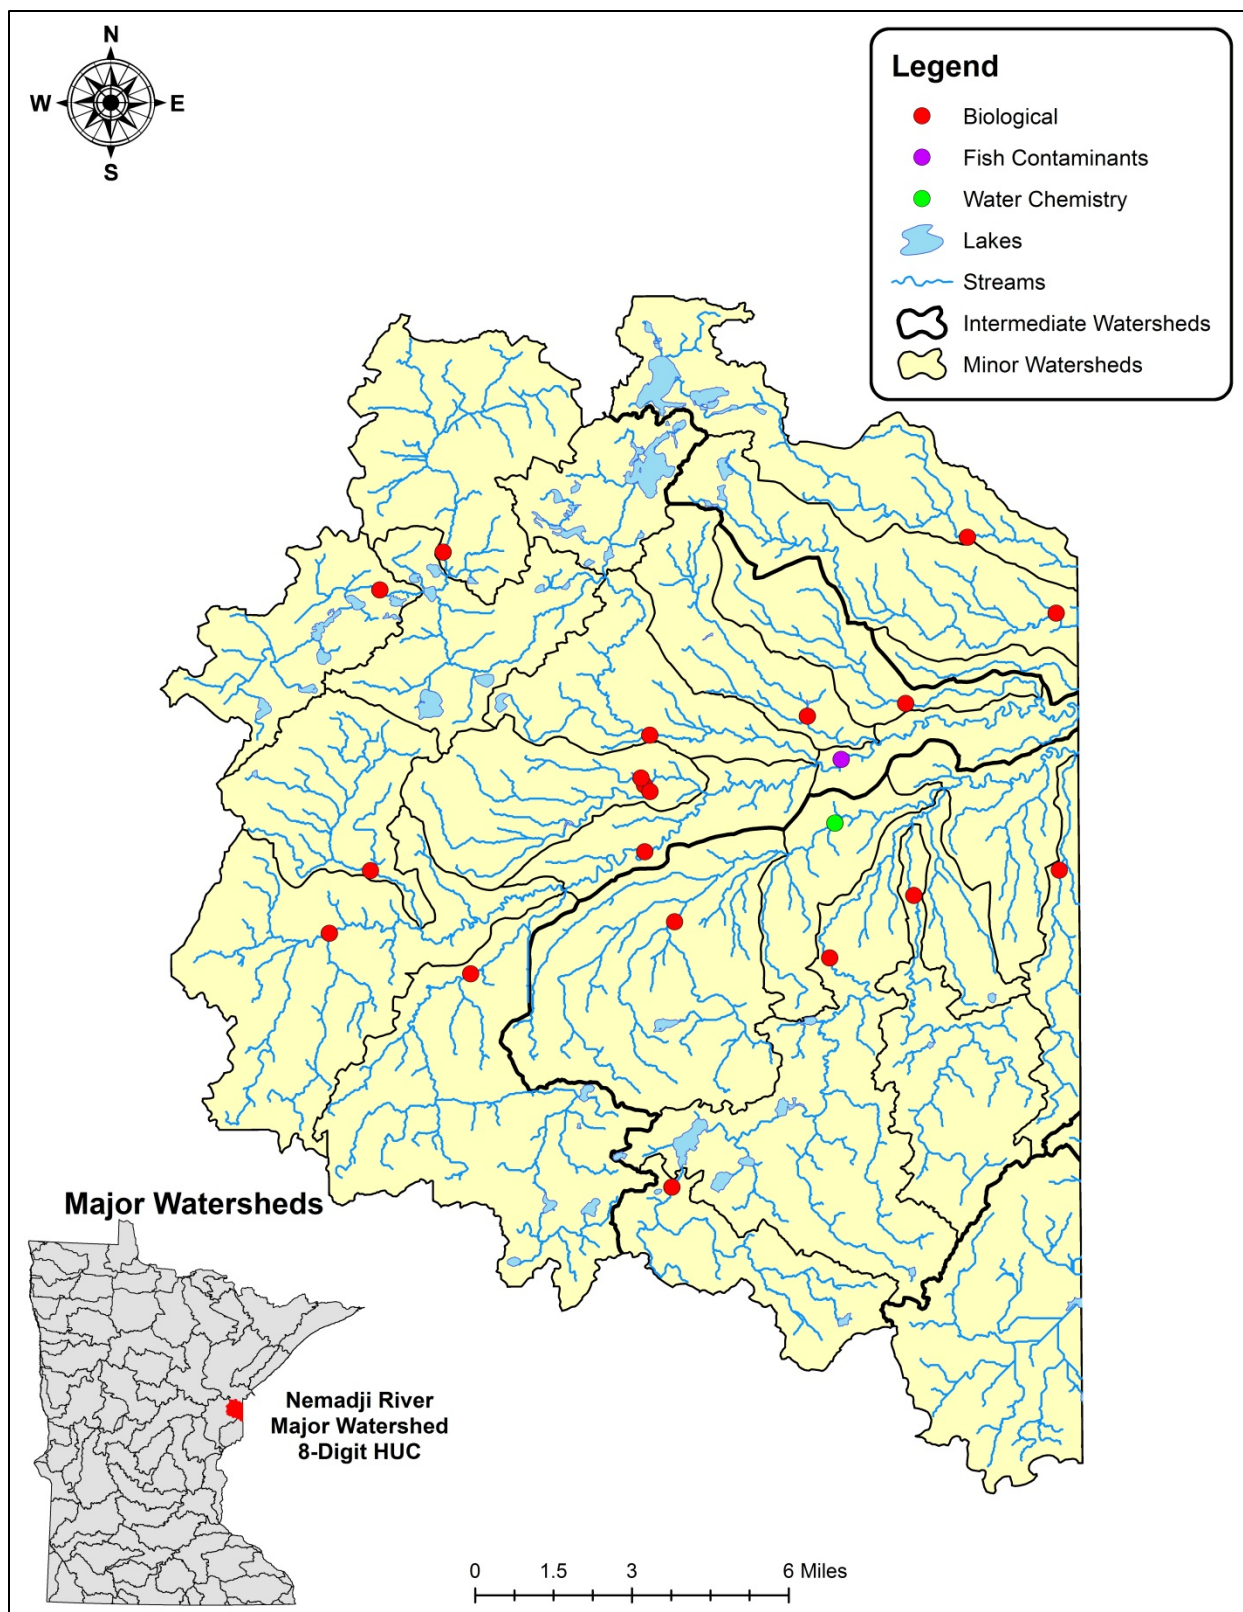 N
W
E
S
Legend
Biological
Fish Contaminants
Water Chemistry
Lakes
Streams
Intermediate Watersheds
Minor Watersheds
Major Watersheds
Nemadji River
Major Watershed
8-Digit HUC
0 1.5 3 6 Miles